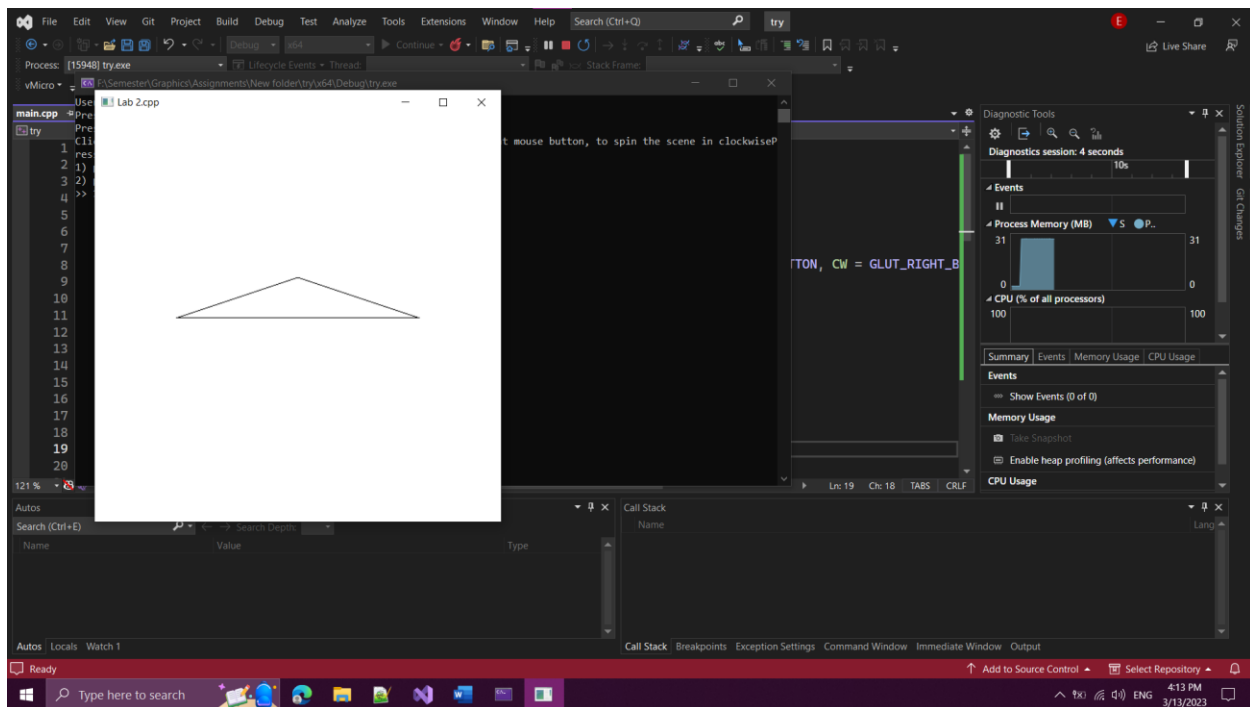 File Edit View Git Project Build Debug Test Analyze Tools Extensions Window Help Search (Ctrl+Q) try E
Debug x64 Continue Live Share
Process: [15948] try.exe Lifecycle Events Thread: Stack Frame:
vMicro F:\Semester\Graphics\Assignments\New folder\try\x64\Debug\try.exe
Lab 2.cpp
main.cpp Diagnostic Tools
try
t mouse button, to spin the scene in clockwiseP
ress
1)
2)
>>
1
2
3
4
5
6
7
8
9
10
11
12
13
14
15
16
17
18
19
20
TTON, CW = GLUT_RIGHT_B
Diagnostics session: 4 seconds
10s
Events
Process Memory (MB) S P..
31 31
0 0
CPU (% of all processors)
100 100
Summary Events Memory Usage CPU Usage
Events
Show Events (0 of 0)
Memory Usage
Take Snapshot
Enable heap profiling (affects performance)
CPU Usage
Solution Explorer
Git Changes
121 % Ln: 19 Ch: 18 TABS CRLF
Autos
Search (Ctrl+E) Search Depth:
Name Value Type
Call Stack
Name Lang
Autos Locals Watch 1
Call Stack Breakpoints Exception Settings Command Window Immediate Window Output
Ready Add to Source Control Select Repository
Type here to search ENG 4:13 PM
3/13/2023